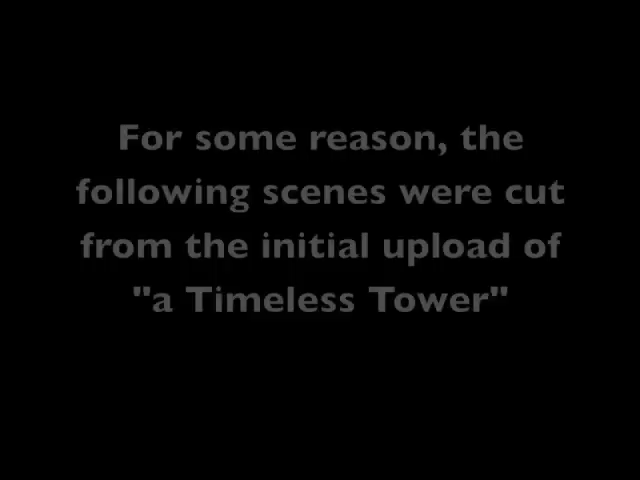 For some reason, the
following scenes were cut
from the initial upload of
"a Timeless Tower"